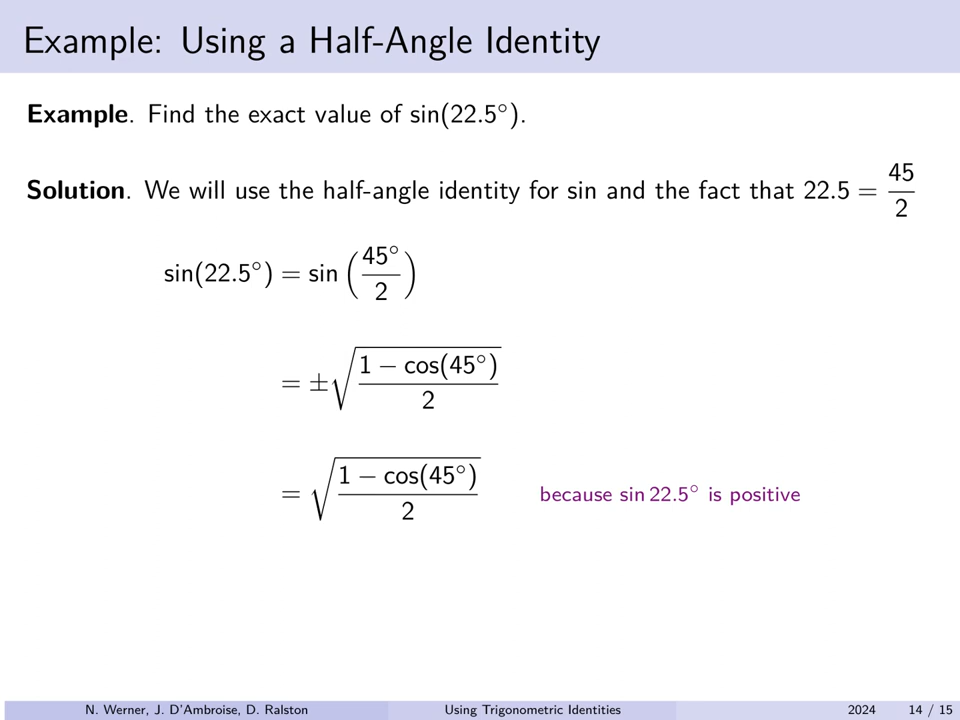 Example: Using a Half-Angle Identity
Example. Find the exact value of sin(22.5°).
Solution. We will use the half-angle identity for sin and the fact that 22.5 = 45/2
sin(22.5°) = sin (45°/2)
= ±√((1 − cos(45°))/2)
= √((1 − cos(45°))/2) because sin 22.5° is positive
N. Werner, J. D'Ambroise, D. Ralston Using Trigonometric Identities 2024 14 / 15